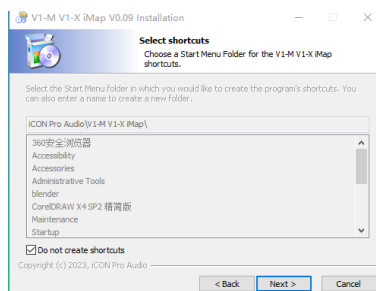 V1-M V1-X iMap V0.09 Installation
Select shortcuts
Choose a Start Menu Folder for the V1-M V1-X iMap
shortcuts.
Select the Start Menu folder in which you would like to create the program's shortcuts. You
can also enter a name to create a new folder.
iCON Pro Audio\V1-M V1-X iMap\
360安全浏览器
Accessibility
Accessories
Administrative Tools
blender
CorelDRAW X4 SP2 精简版
Maintenance
Startup
Do not create shortcuts
Copyright (c) 2023, iCON Pro Audio
< Back
Next >
Cancel